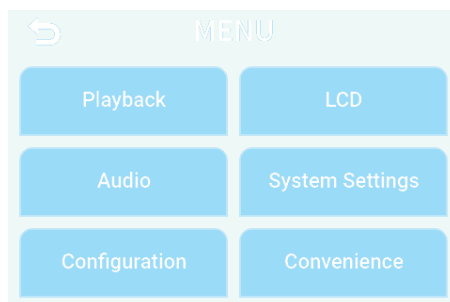 MENU
Playback
LCD
Audio
System Settings
Configuration
Convenience